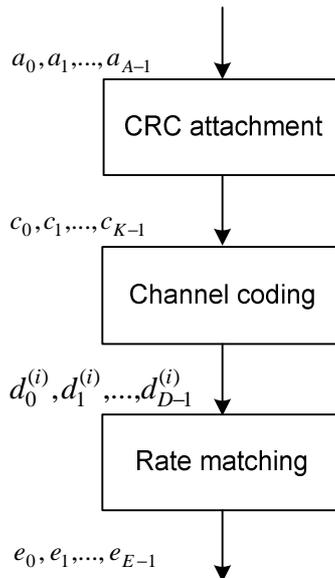 a_0, a_1,..., a_{A-1}
CRC attachment
c_0, c_1,..., c_{K-1}
Channel coding
d_0^{(i)}, d_1^{(i)},..., d_{D-1}^{(i)}
Rate matching
e_0, e_1,..., e_{E-1}